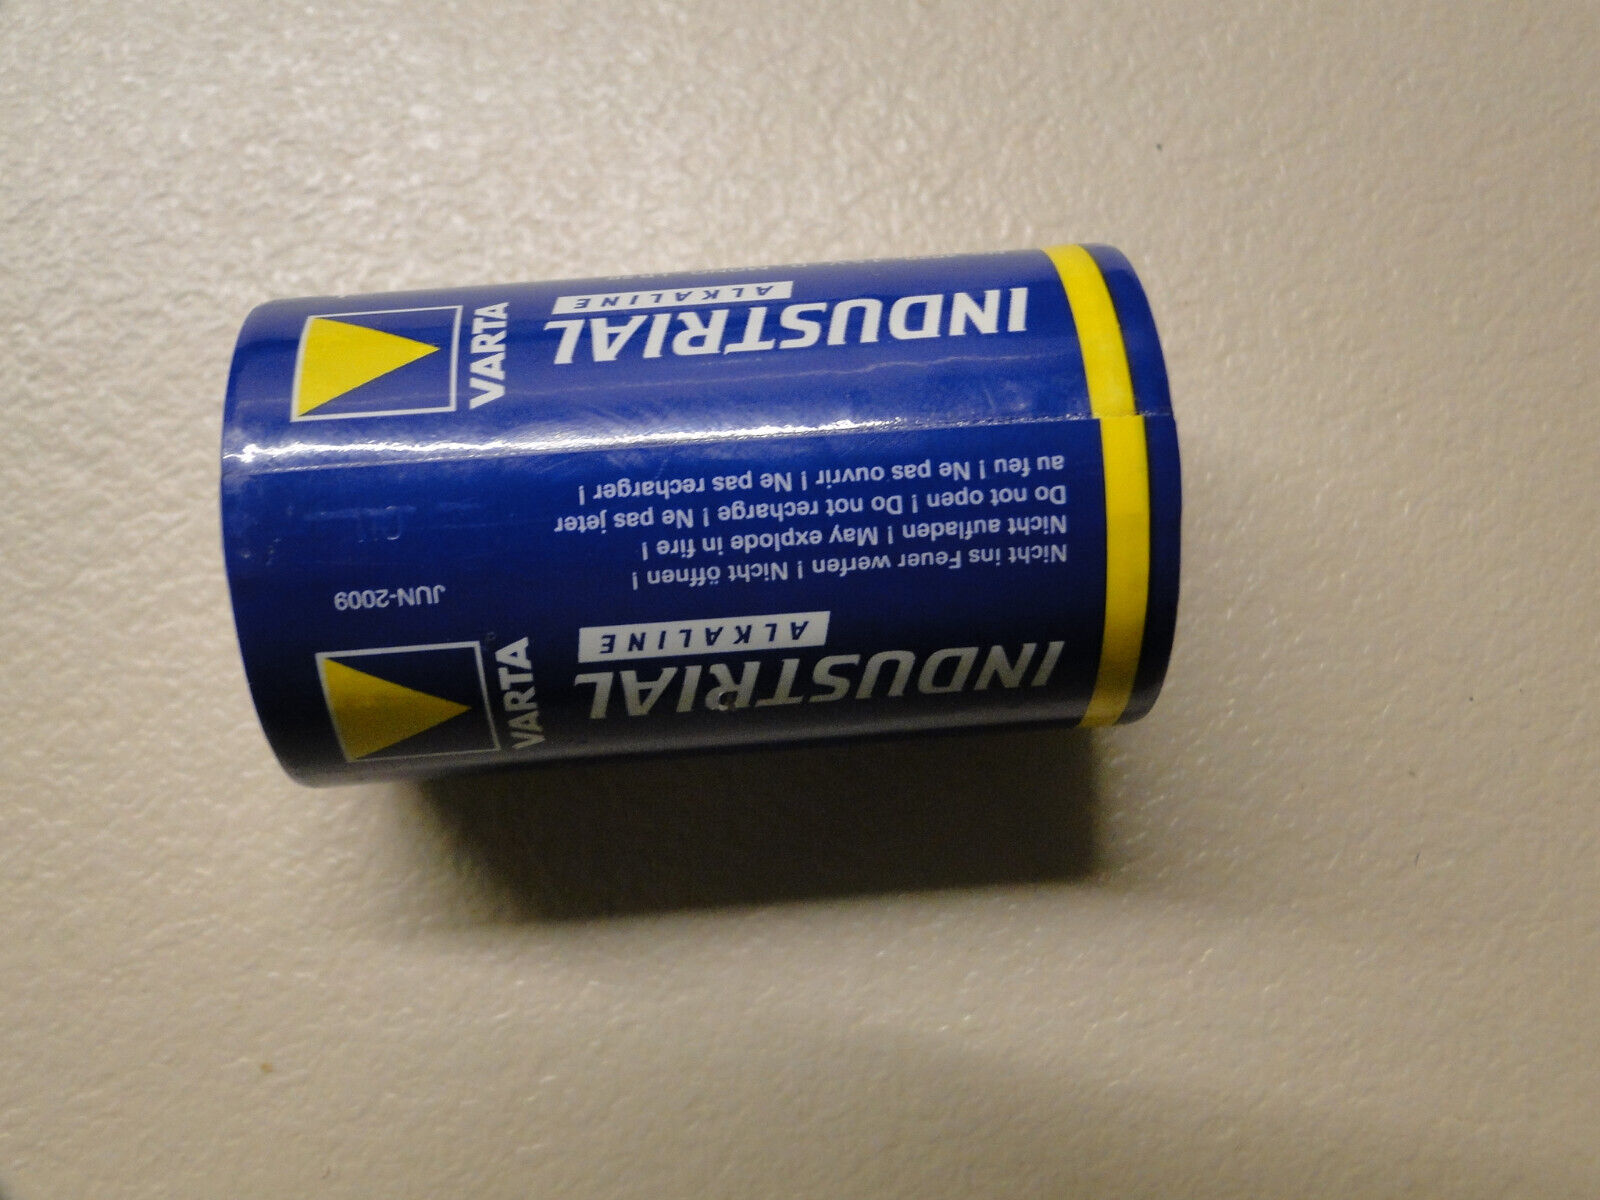 INDUSTRIAL
ALKALINE
VARTA
JUN-2009
Nicht ins Feuer werfen ! Nicht öffnen !
Nicht aufladen ! May explode in fire !
Do not open ! Do not recharge ! Ne pas jeter
au feu ! Ne pas ouvrir ! Ne pas recharger !
INDUSTRIAL
ALKALINE
VARTA